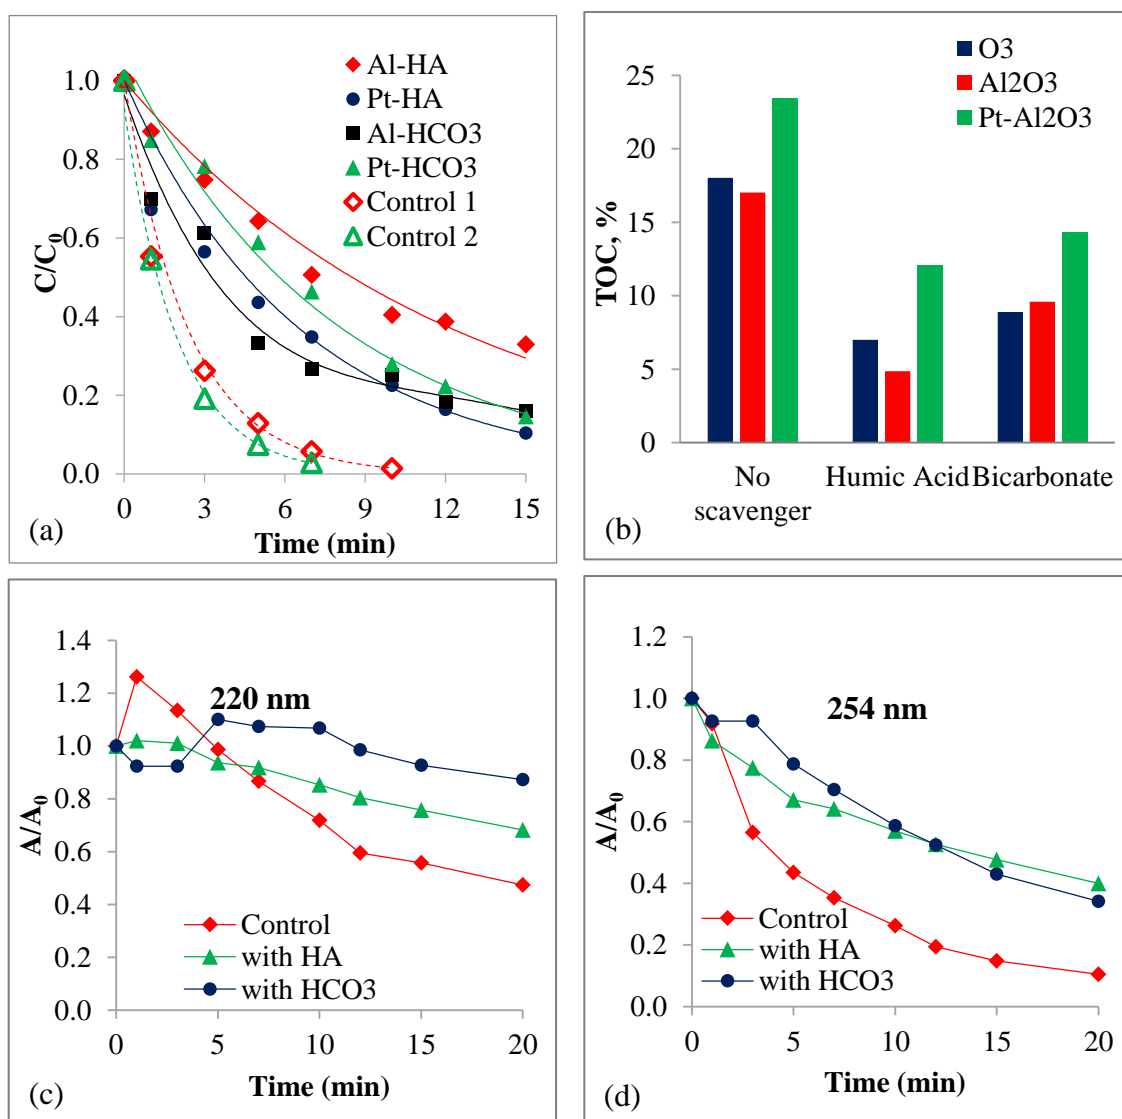 Al-HA
Pt-HA
Al-HCO3
Pt-HCO3
Control 1
Control 2
1.0
0.8
0.6
0.4
0.2
0.0
C/C0
0
3
6
9
12
15
Time (min)
(a)
O3
Al2O3
Pt-Al2O3
25
20
15
10
5
0
TOC, %
No
scavenger
Humic Acid
Bicarbonate
(b)
1.4
1.2
1.0
0.8
0.6
0.4
0.2
0.0
A/A0
220 nm
Control
with HA
with HCO3
0
5
10
15
20
Time (min)
(c)
1.2
1.0
0.8
0.6
0.4
0.2
0.0
A/A0
254 nm
Control
with HA
with HCO3
0
5
10
15
20
Time (min)
(d)